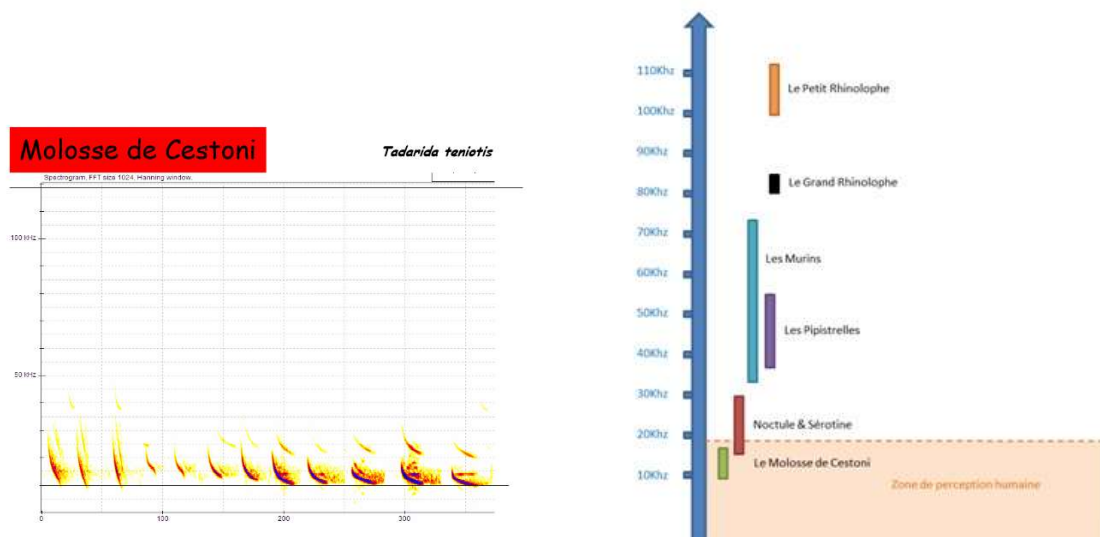 Molosse de Cestoni
Tadarida teniotis
Spectrogram, FFT size 1024, Hanning window.
100 kHz
50 kHz
0
100
200
300
110Khz
100Khz
90Khz
80Khz
70Khz
60Khz
50Khz
40Khz
30Khz
20Khz
10Khz
Le Petit Rhinolophe
Le Grand Rhinolophe
Les Murins
Les Pipistrelles
Noctule & Sérotine
Le Molosse de Cestoni
Zone de perception humaine